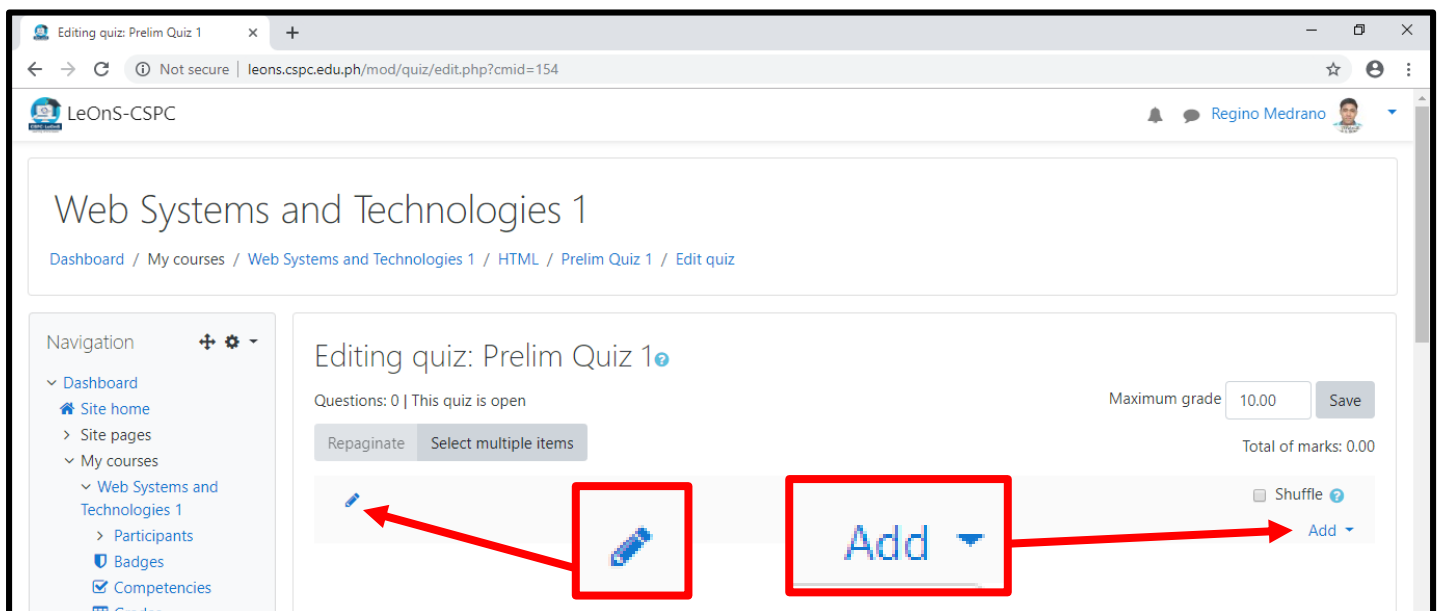 Editing quiz: Prelim Quiz 1
Not secure | leons.cspc.edu.ph/mod/quiz/edit.php?cmid=154
LeOnS-CSPC
Regino Medrano
Web Systems and Technologies 1
Dashboard / My courses / Web Systems and Technologies 1 / HTML / Prelim Quiz 1 / Edit quiz
Navigation
Dashboard
Site home
Site pages
My courses
Web Systems and
Technologies 1
Participants
Badges
Competencies
Editing quiz: Prelim Quiz 1
Questions: 0 | This quiz is open
Maximum grade 10.00 Save
Repaginate Select multiple items
Total of marks: 0.00
Shuffle
Add
Add